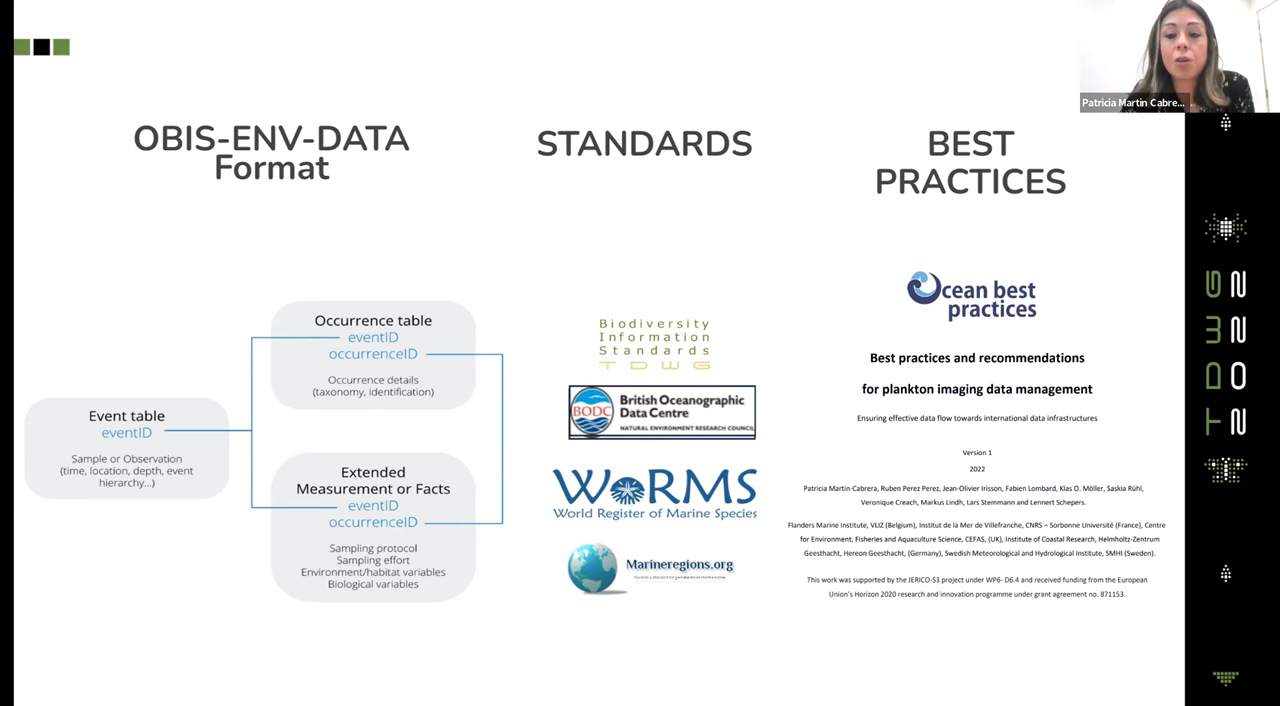 Patricia Martin Cabre...
OBIS-ENV-DATA
Format
STANDARDS
BEST
PRACTICES
Occurrence table
eventID
occurrenceID
Occurrence details
(taxonomy, identification)
Event table
eventID
Sample or Observation
(time, location, depth, event
hierarchy...)
Extended
Measurement or Facts
eventID
occurrenceID
Sampling protocol
Sampling effort
Environment/habitat variables
Biological variables
Biodiversity
Information
Standards
TDWG
BODC
British Oceanographic
Data Centre
NATURAL ENVIRONMENT RESEARCH COUNCIL
WoRMS
World Register of Marine Species
Marineregions.org
Ocean best
practices
Best practices and recommendations
for plankton imaging data management
Ensuring effective data flow towards international data infrastructures
Version 1
2022
Patricia Martin-Cabrera, Ruben Perez Perez, Jean-Olivier Irisson, Fabien Lombard, Klas O. Möller, Saskia Rühl,
Veronique Creach, Markus Lindh, Lars Stemmann and Lennert Schepers.
Flanders Marine Institute, VLIZ (Belgium), Institut de la Mer de Villefranche, CNRS – Sorbonne Université (France), Centre
for Environment, Fisheries and Aquaculture Science, CEFAS, (UK), Institute of Coastal Research, Helmholtz-Zentrum
Geesthacht, Hereon Geesthacht, (Germany), Swedish Meteorological and Hydrological Institute, SMHI (Sweden).
This work was supported by the JERICO-S3 project under WP6- D6.4 and received funding from the European
Union's Horizon 2020 research and innovation programme under grant agreement no. 871153.
TDWG